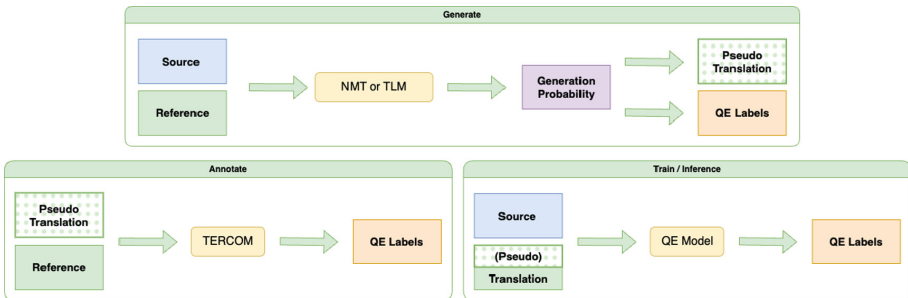 Generate
Source
Reference
NMT or TLM
Generation
Probability
Pseudo
Translation
QE Labels
Annotate
Pseudo
Translation
Reference
TERCOM
QE Labels
Train / Inference
Source
(Pseudo)
Translation
QE Model
QE Labels